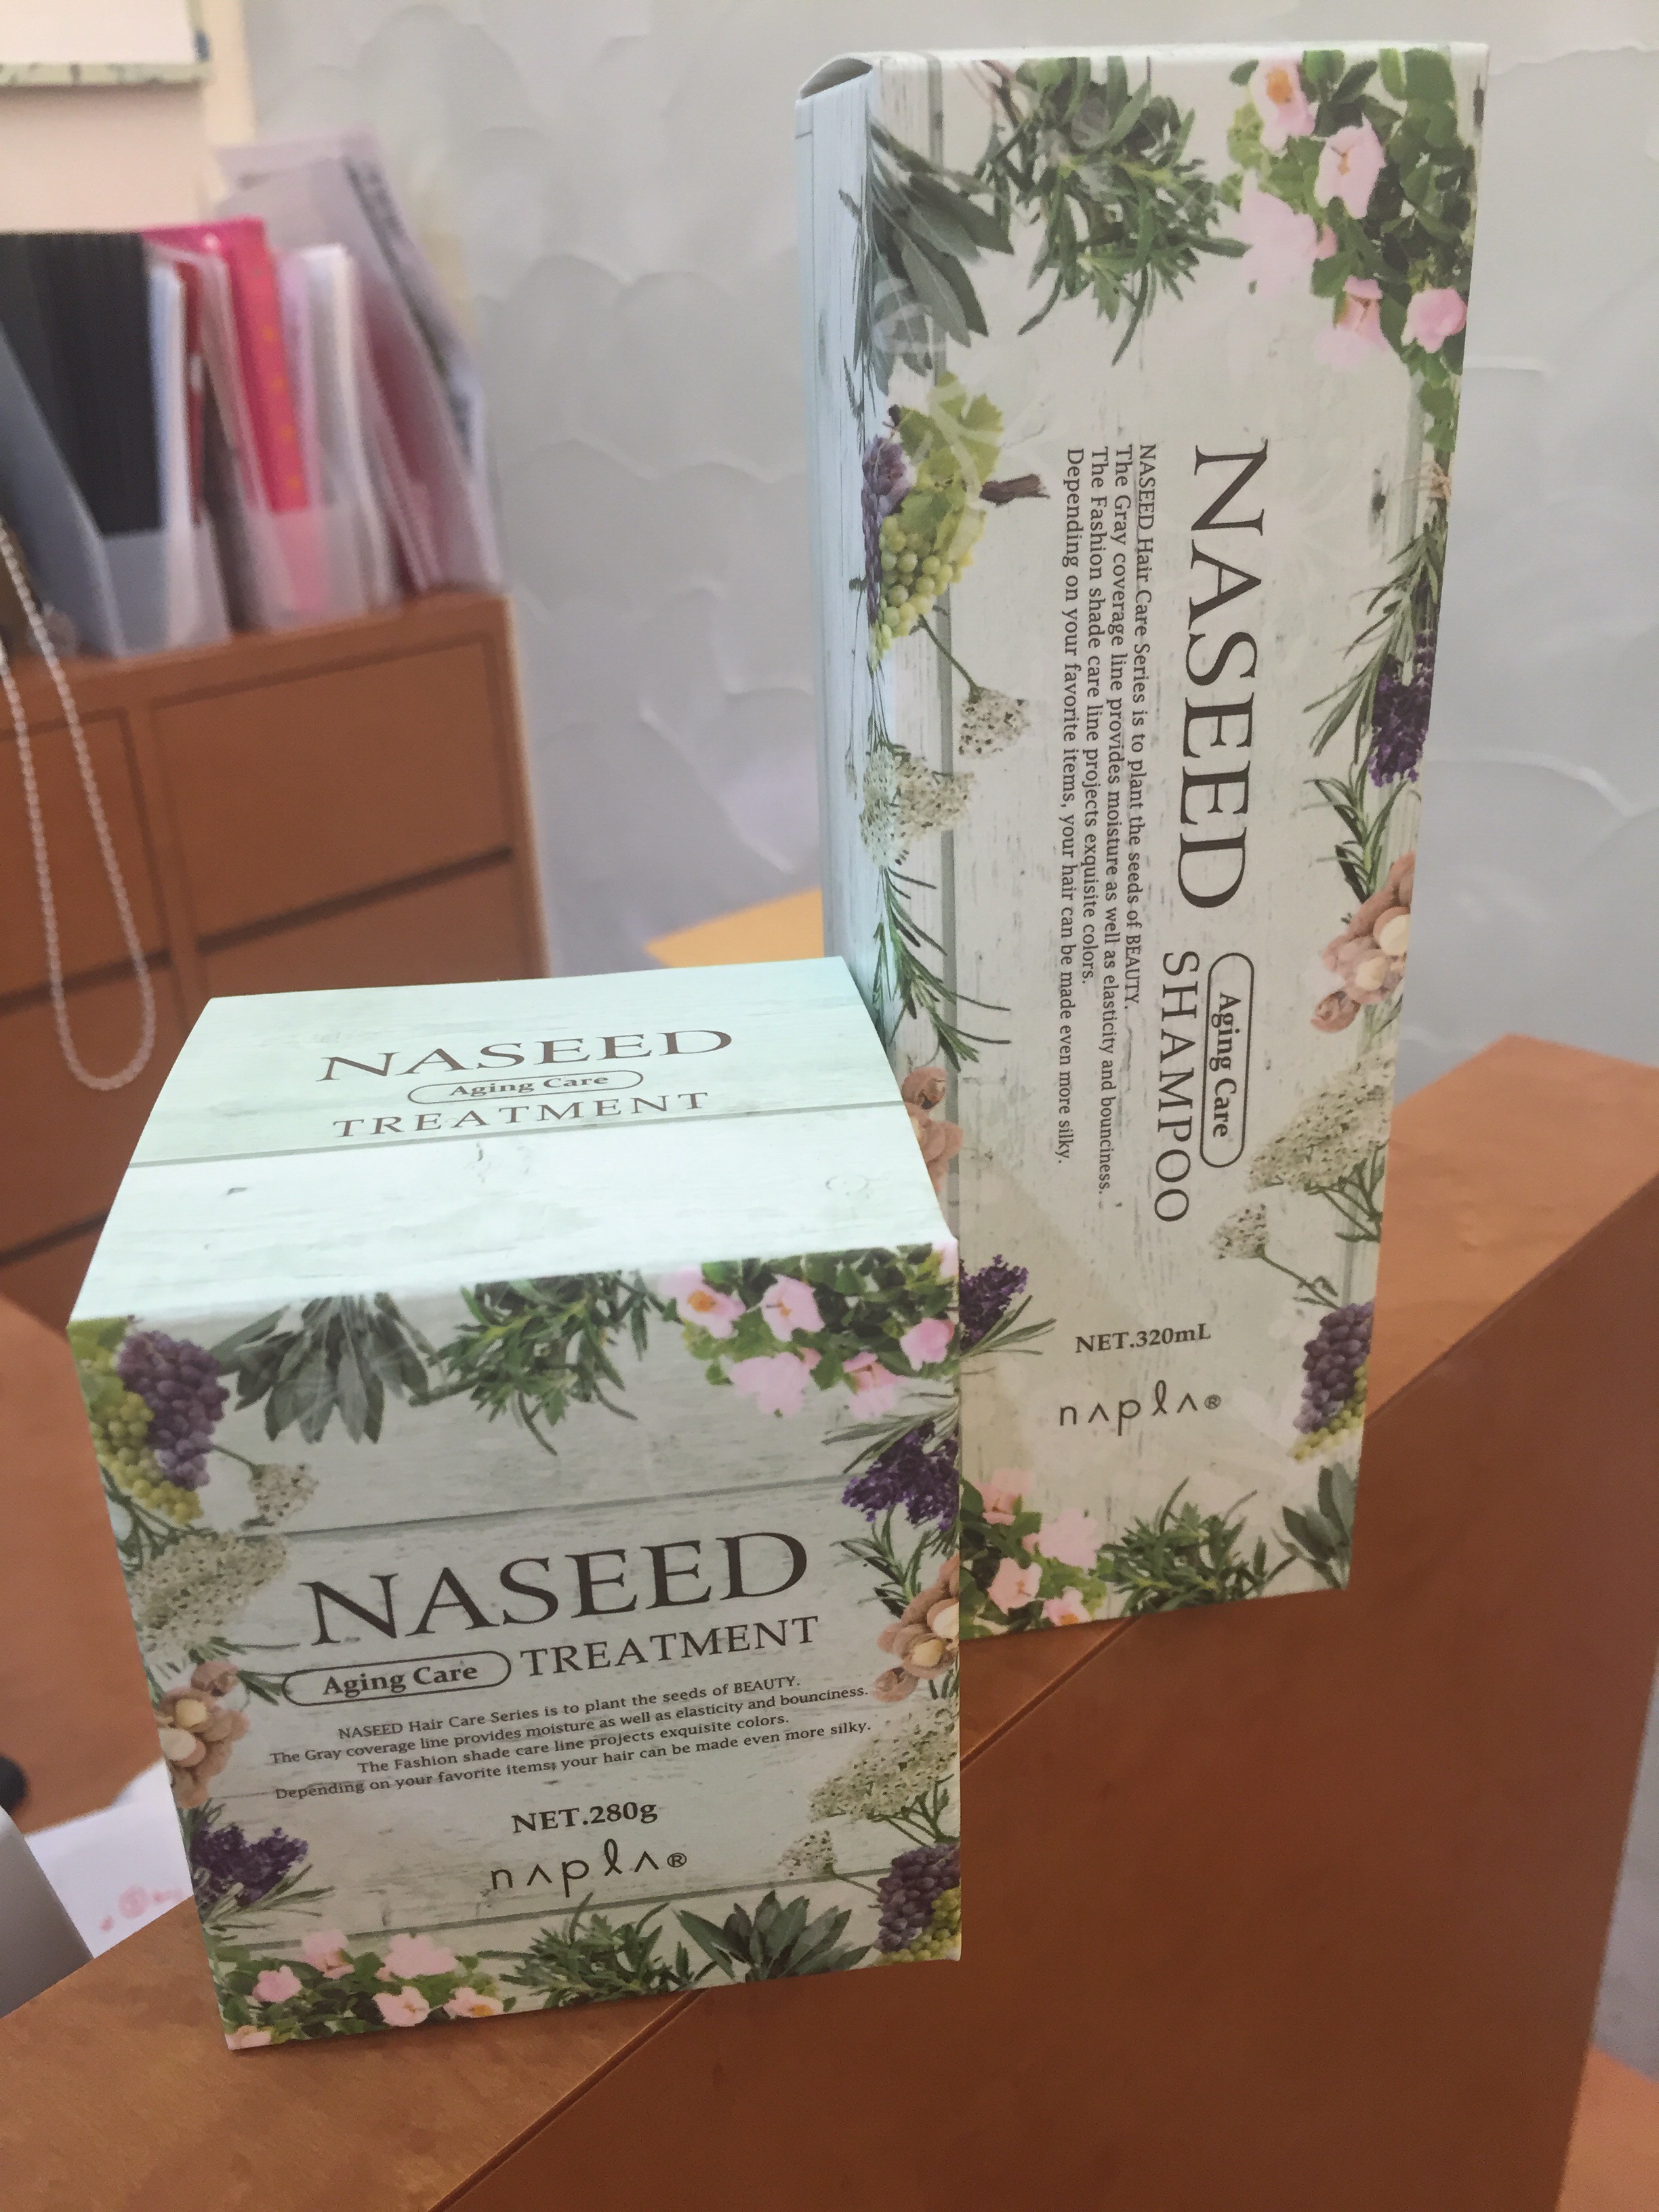 NASEED
Aging Care
SHAMPOO
NASEED Hair Care Series is to plant the seeds of BEAUTY.
The Gray coverage line provides moisture as well as elasticity and bounciness.
The Fashion shade care line projects exquisite colors.
Depending on your favorite items, your hair can be made even more silky.
NET.320mL
napla®
NASEED
Aging Care
TREATMENT
NASEED
Aging Care TREATMENT
NASEED Hair Care Series is to plant the seeds of BEAUTY.
The Gray coverage line provides moisture as well as elasticity and bounciness.
The Fashion shade care line projects exquisite colors.
Depending on your favorite items, your hair can be made even more silky.
NET.280g
napla®